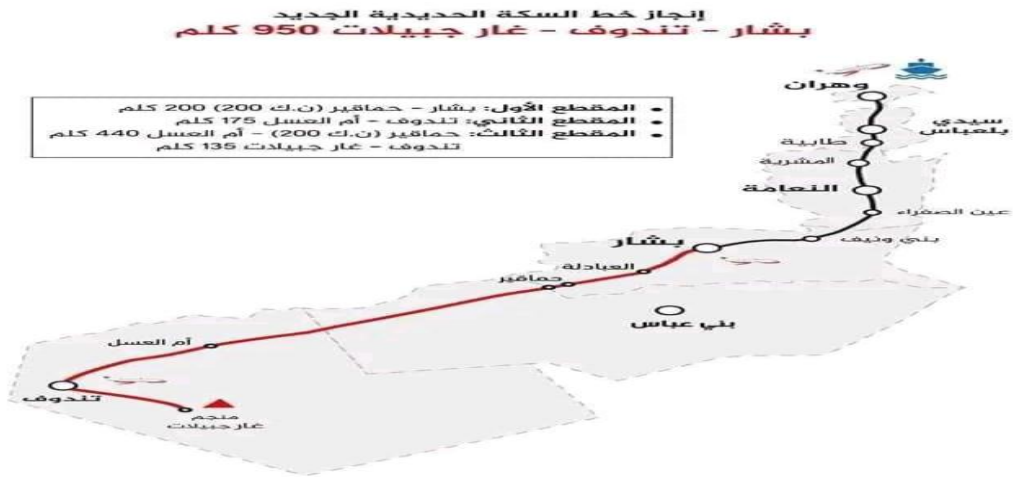 إنجاز خط السكة الحديدية الجديد
بشار - تندوف - غار جبيلات 950 كلم
• المقطع الأول: بشار - حماقير (ن.ك 200) 200 كلم
• المقطع الثاني: تندوف - أم العسل 175 كلم
• المقطع الثالث: حماقير (ن.ك 200) - أم العسل 440 كلم
تندوف - غار جبيلات 135 كلم
وهران
سيدي
بلعباس
طابية
المشرية
النعامة
عين الصفراء
بني ونيف
بشار
العبادلة
حماقير
بني عباس
أم العسل
تندوف
منجم
غار جبيلات